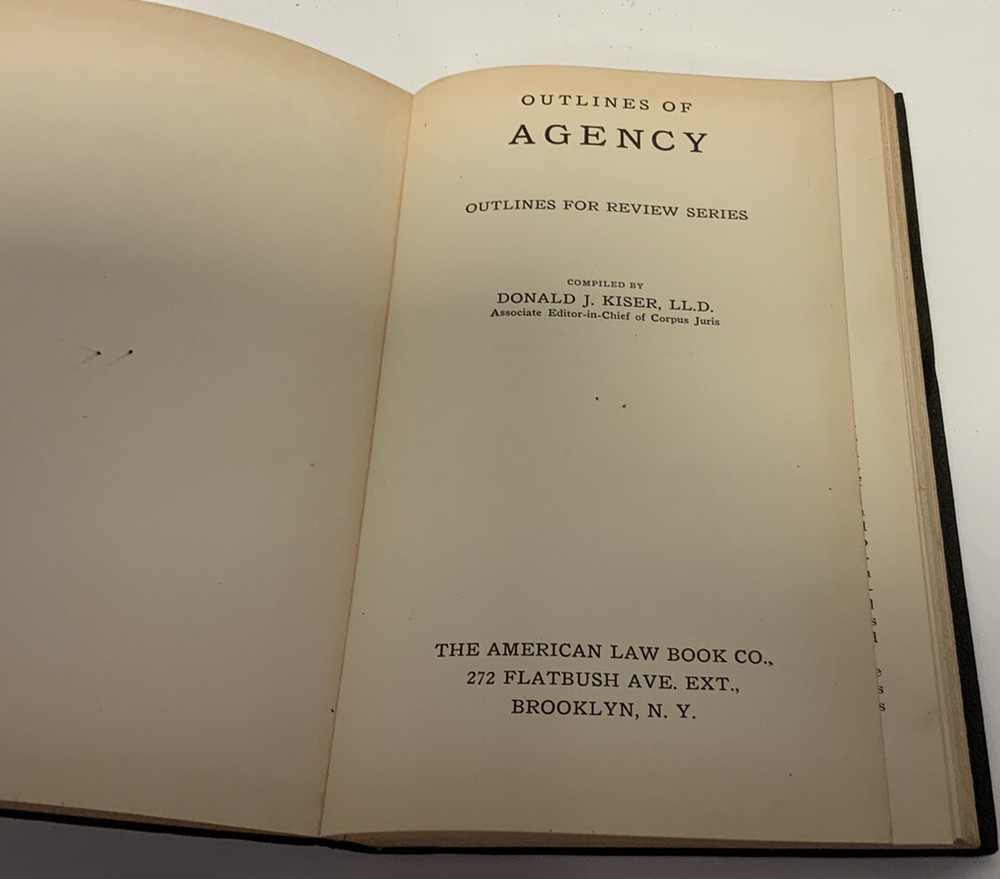 OUTLINES OF
AGENCY
OUTLINES FOR REVIEW SERIES
COMPILED BY
DONALD J. KISER, LL.D.
Associate Editor-in-Chief of Corpus Juris
THE AMERICAN LAW BOOK CO.,
272 FLATBUSH AVE. EXT.,
BROOKLYN, N. Y.